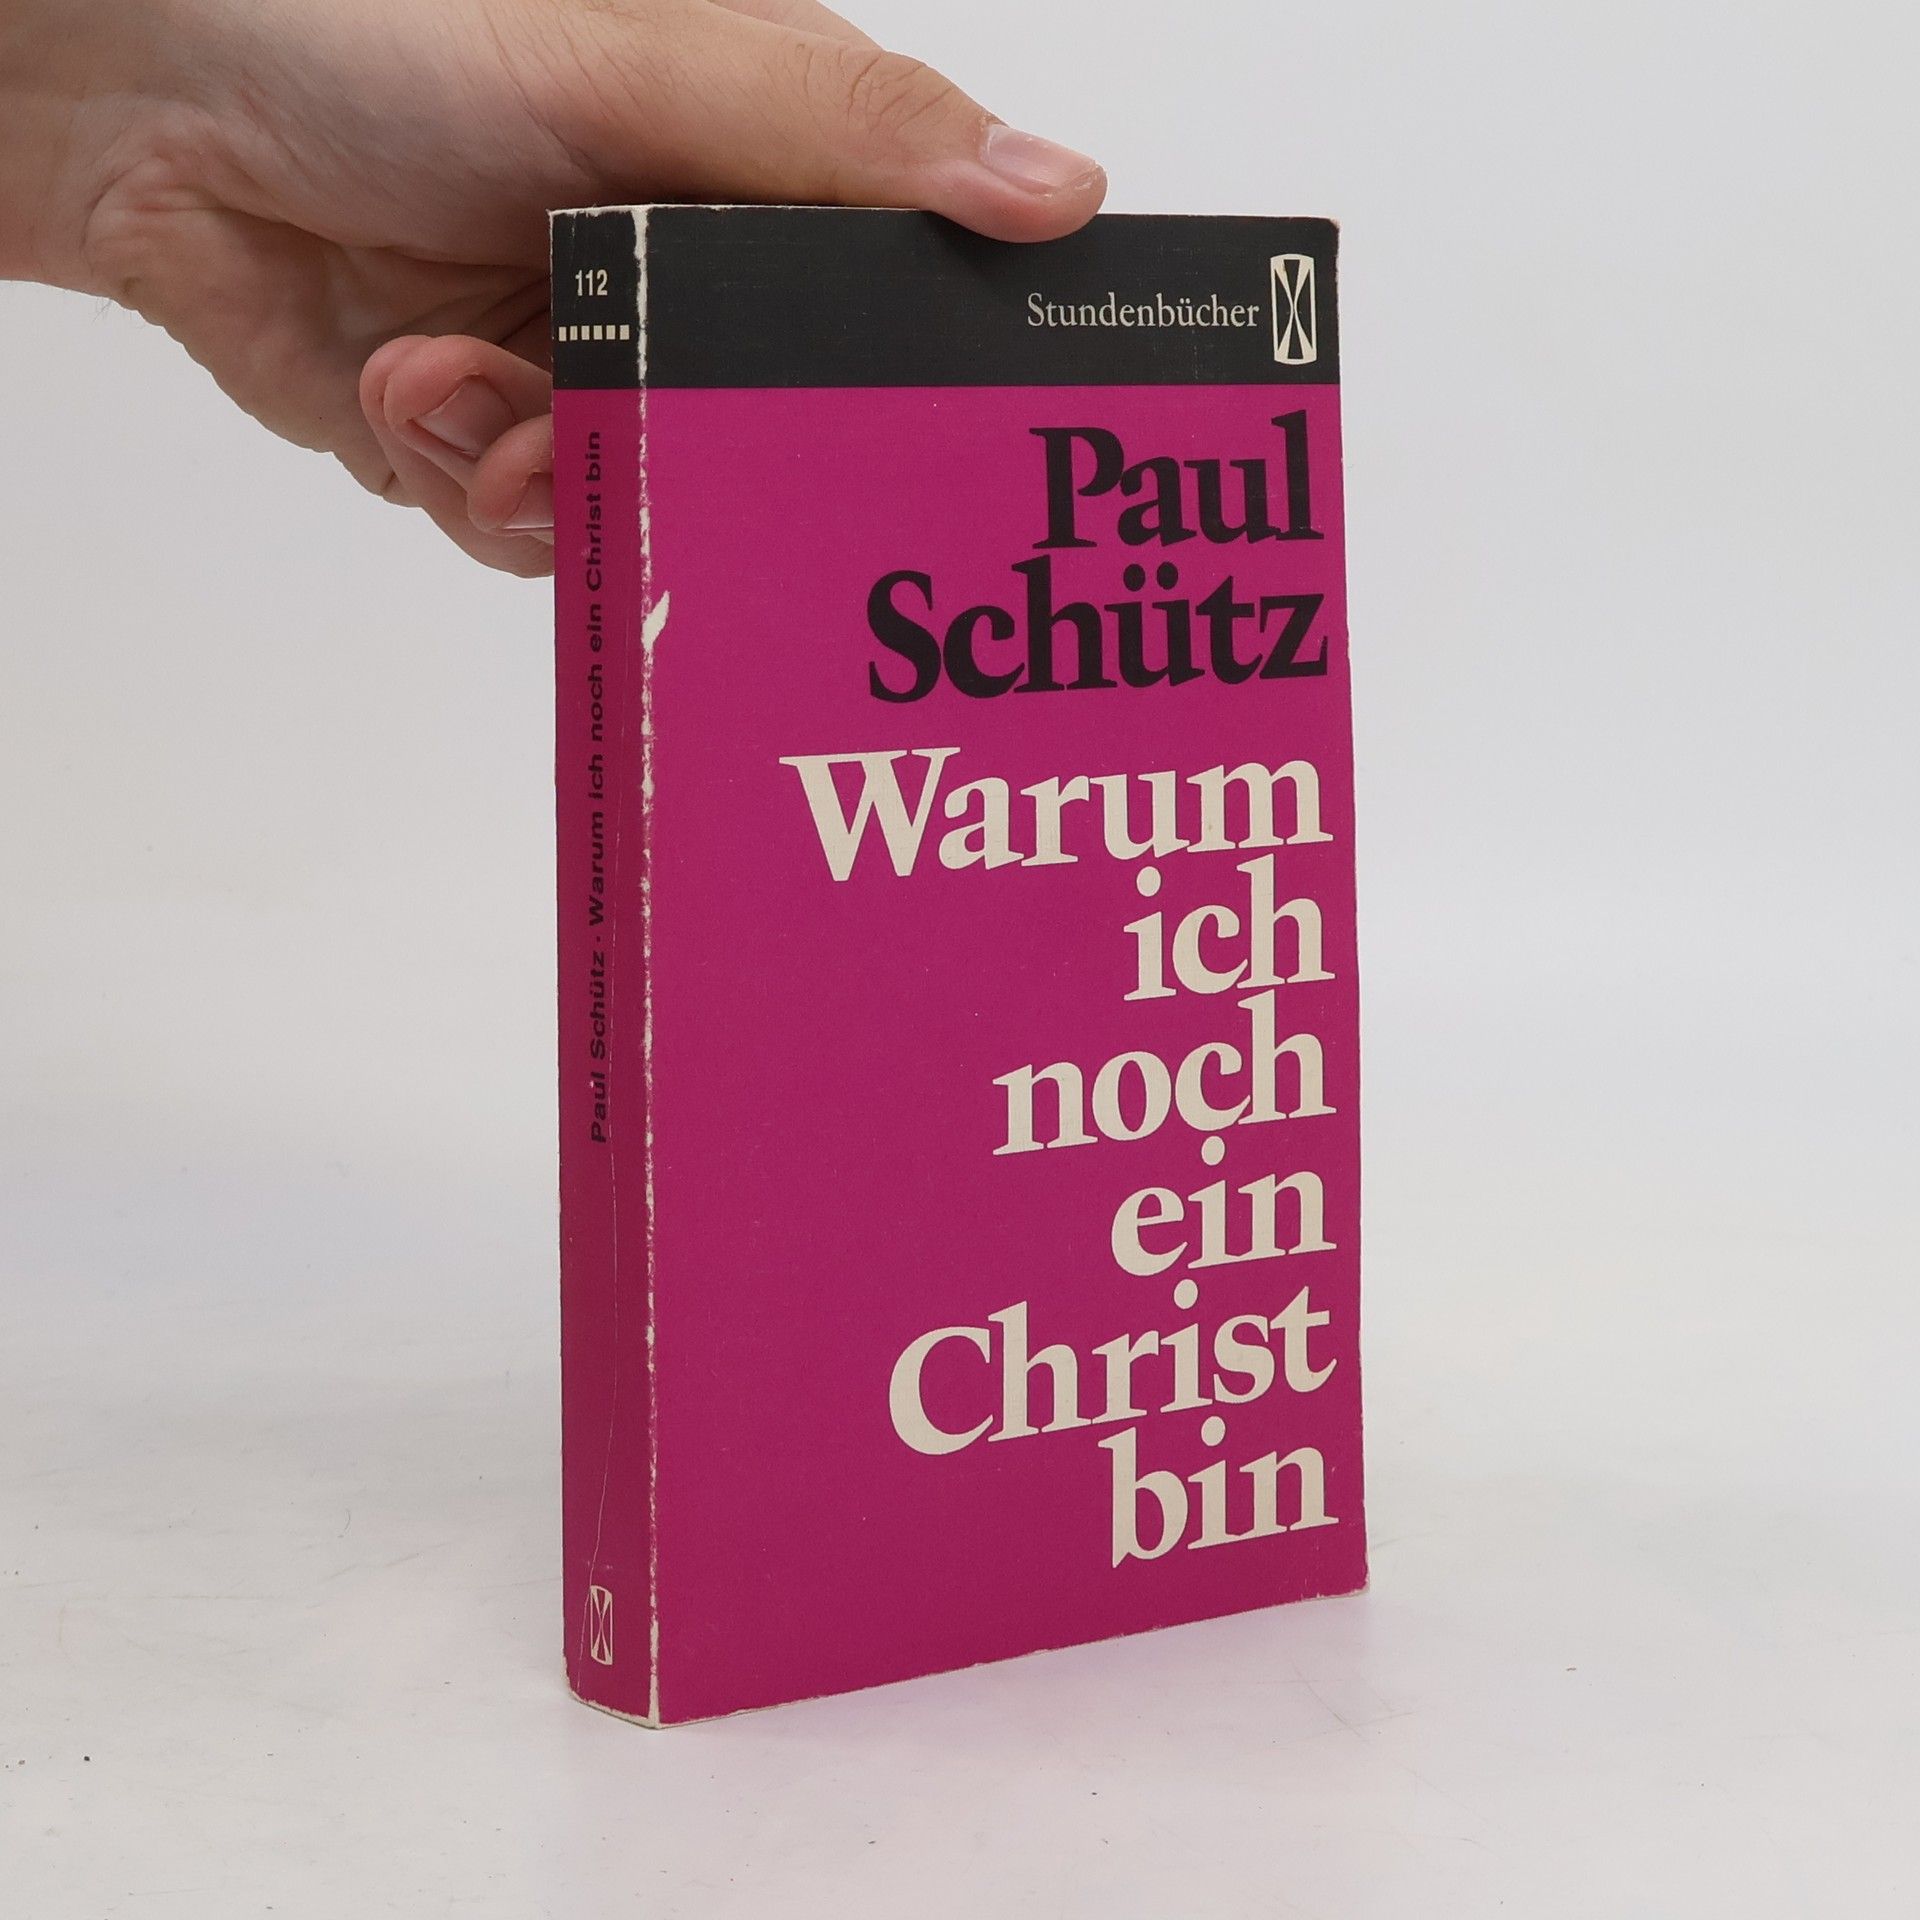 112
Paul Schütz · Warum ich noch ein Christ bin
Stundenbücher
Paul
Schütz
Warum
ich
noch
ein
Christ
bin